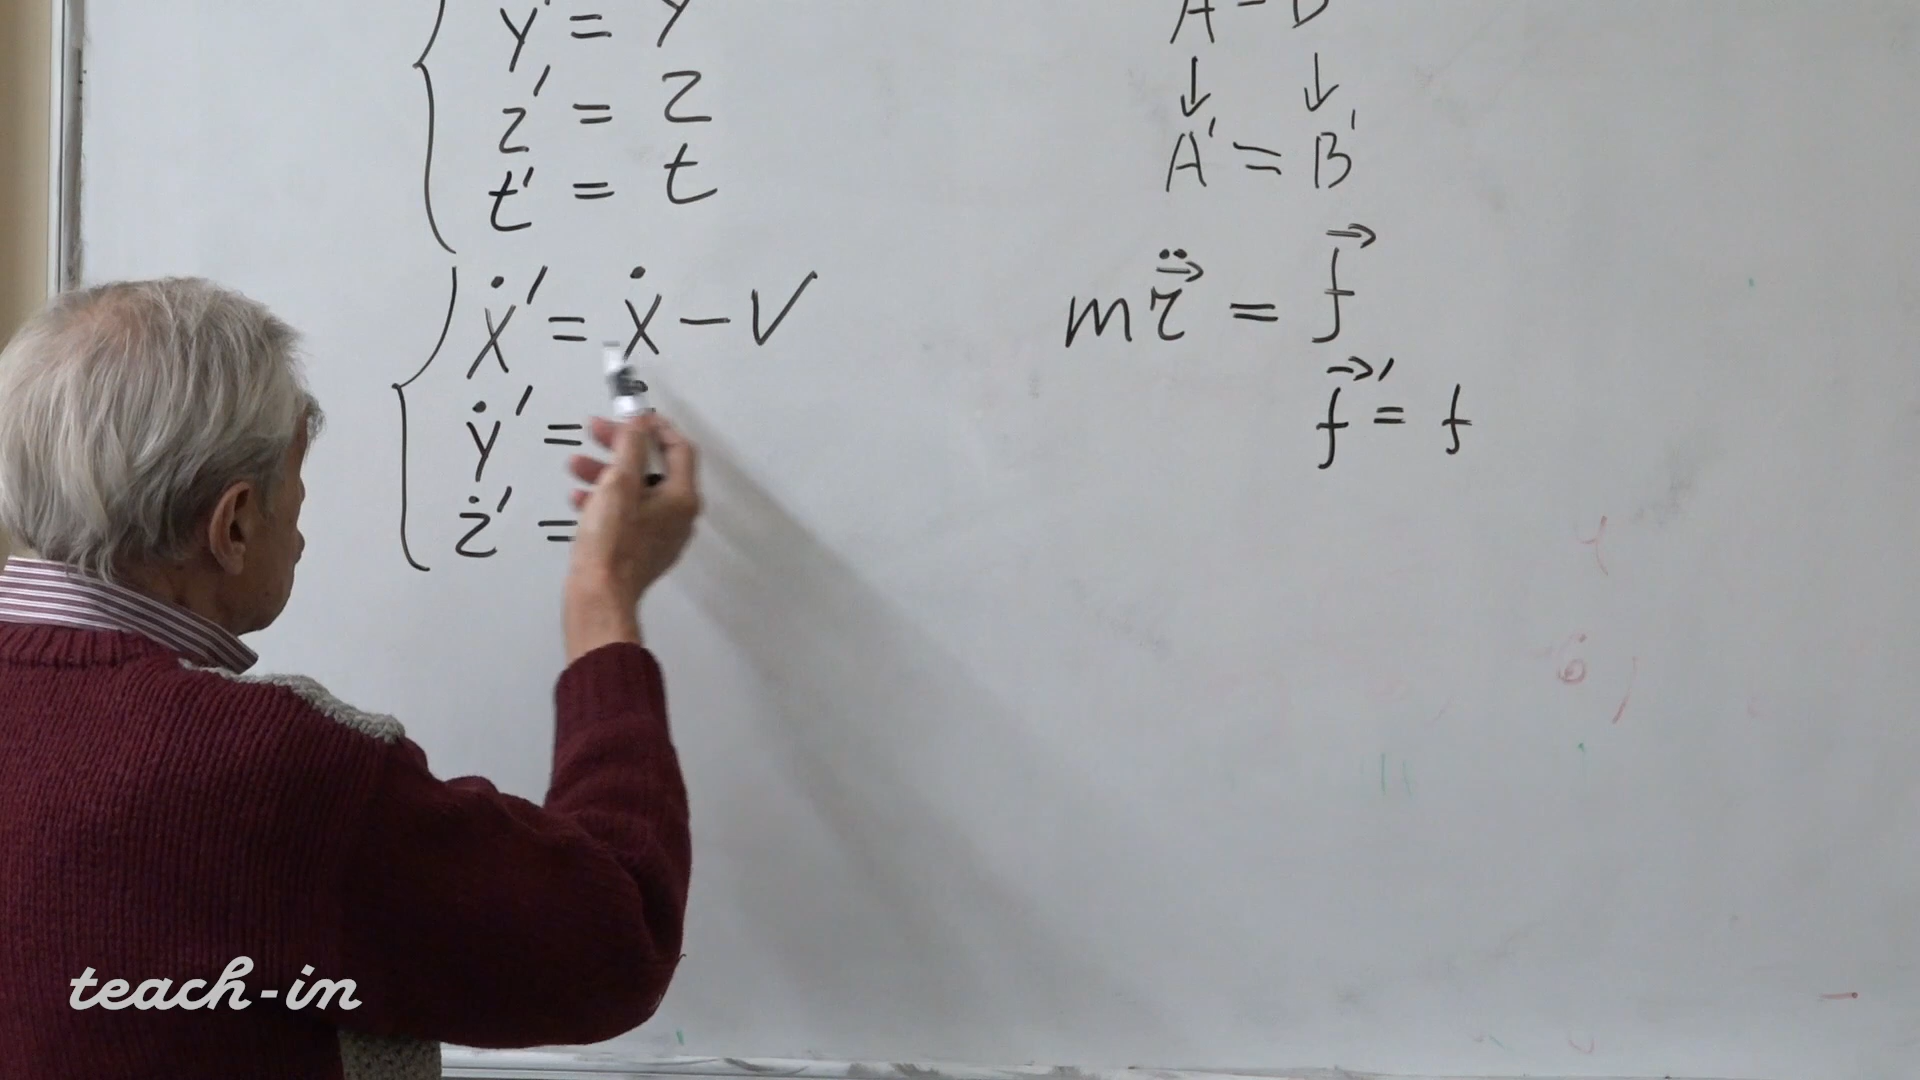 y' = y
z' = z
t' = t
ẋ' = ẋ - V
ẏ' =
ż' =
A = B
↓ ↓
A' = B'
m r⃗̈ = f⃗
f⃗' = f
teach-in